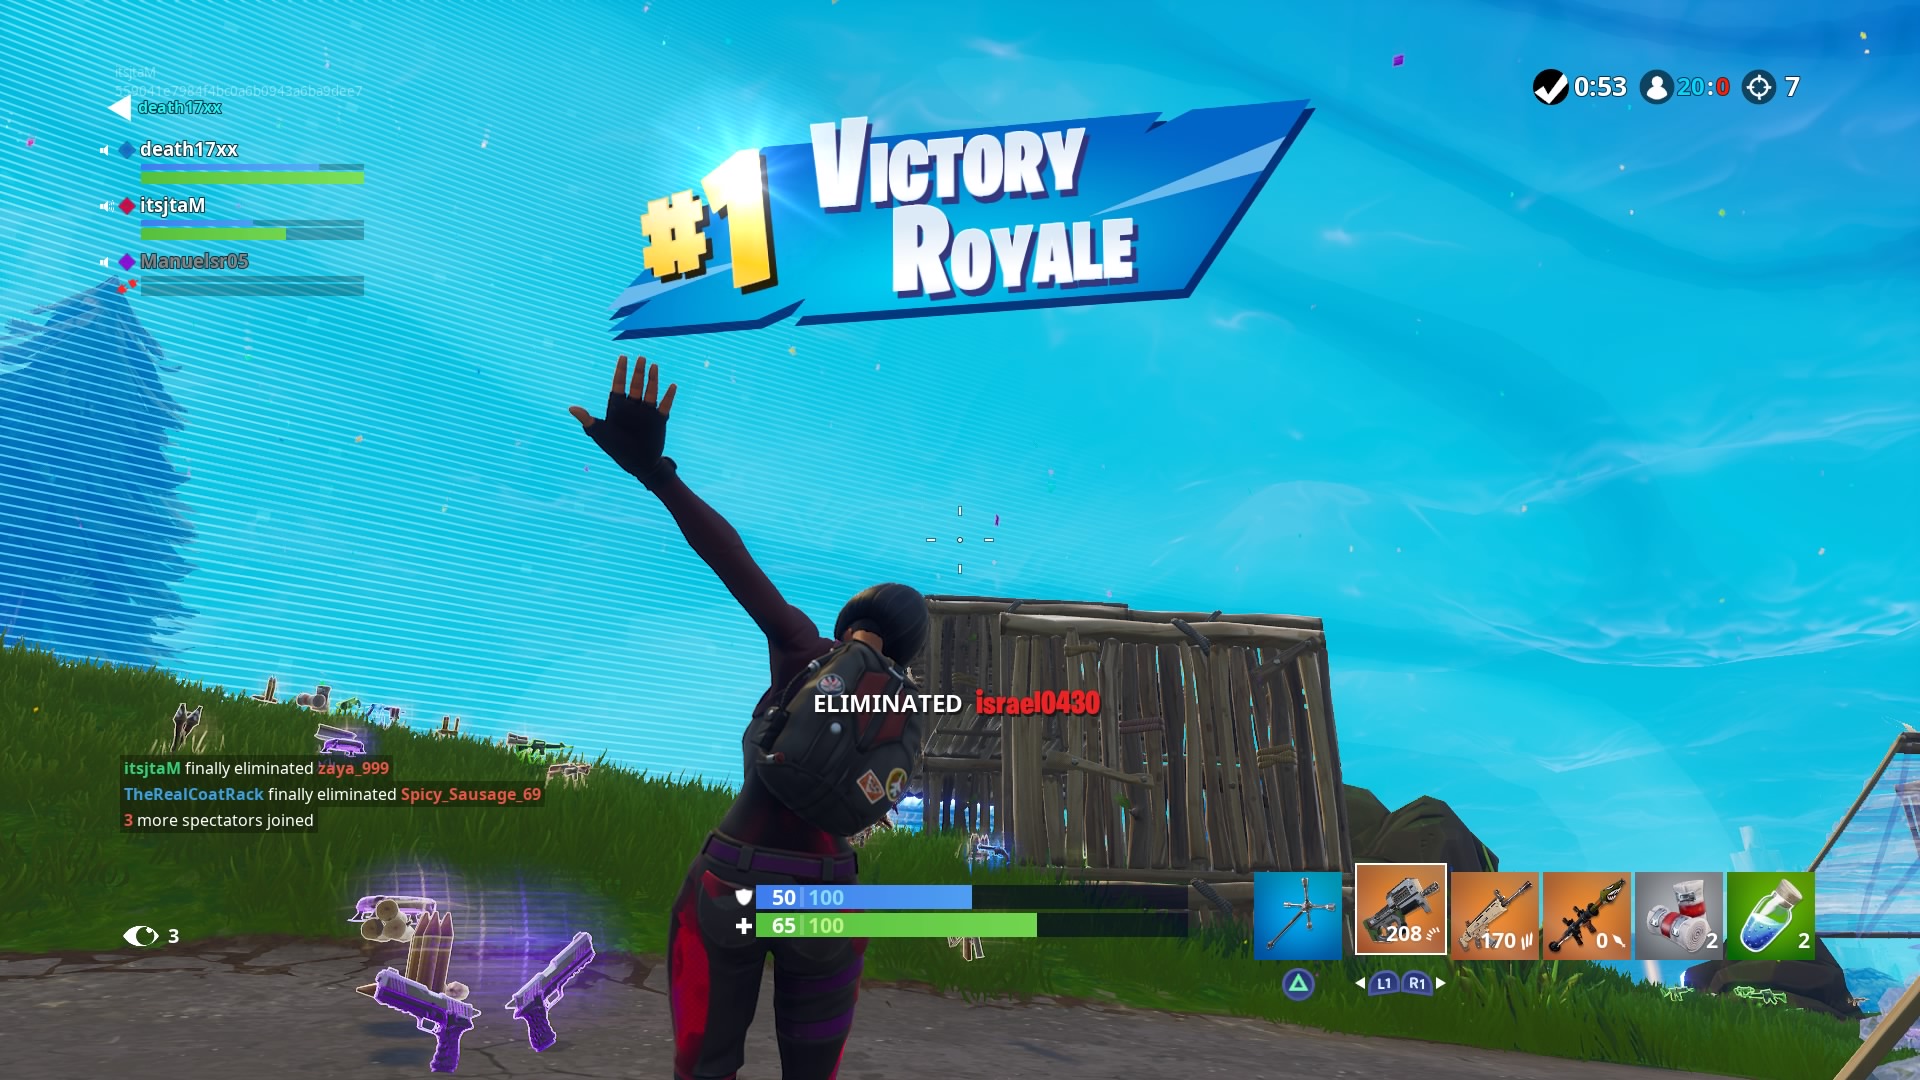 itsjtaM
559041e7984f4bc0a6b0943a6ba9dee7
death17xx
death17xx
itsjtaM
Manuelsr05
0:53 20:0 7
#1 VICTORY
ROYALE
ELIMINATED israel0430
itsjtaM finally eliminated zaya_999
TheRealCoatRack finally eliminated Spicy_Sausage_69
3 more spectators joined
3
50 100
65 100
208 170 0 2 2
L1 R1